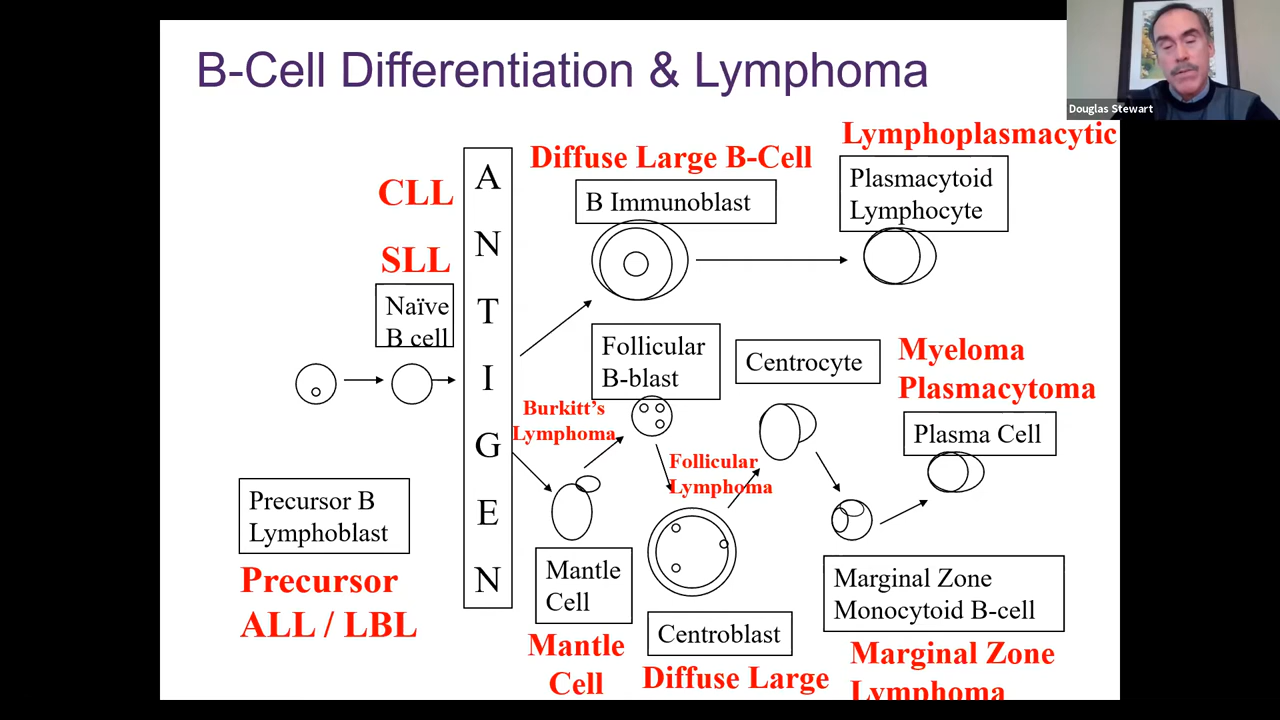 B-Cell Differentiation & Lymphoma
Douglas Stewart
Lymphoplasmacytic
Diffuse Large B-Cell
Plasmacytoid
Lymphocyte
B Immunoblast
CLL
SLL
Naïve
B cell
A
N
T
I
G
E
N
Follicular
B-blast
Centrocyte
Myeloma
Plasmacytoma
Plasma Cell
Burkitt's
Lymphoma
Follicular
Lymphoma
Precursor B
Lymphoblast
Precursor
ALL / LBL
Mantle
Cell
Mantle
Cell
Centroblast
Diffuse Large
Marginal Zone
Monocytoid B-cell
Marginal Zone
Lymphoma